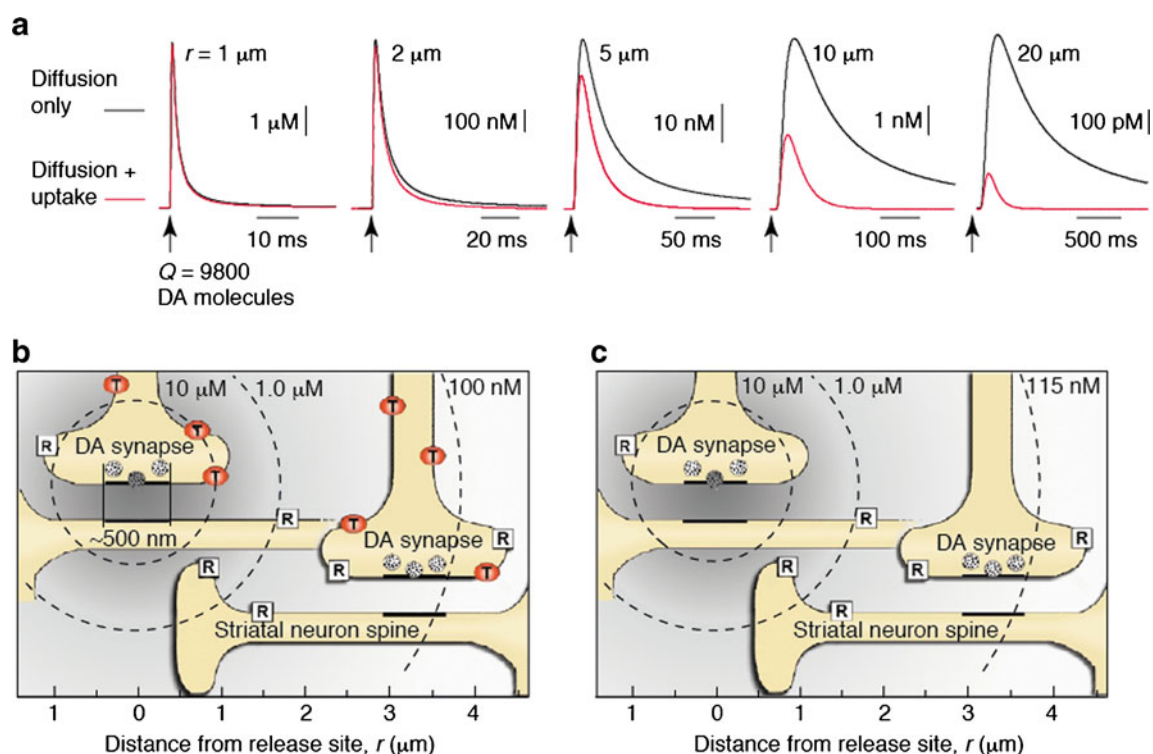 a
Diffusion
only
Diffusion +
uptake
r = 1 μm
1 μM
10 ms
Q = 9800
DA molecules
2 μm
100 nM
20 ms
5 μm
10 nM
50 ms
10 μm
1 nM
100 ms
20 μm
100 pM
500 ms
b
10 μM
1.0 μM
100 nM
T
T
T
R
DA synapse
T
T
~500 nm
R
T
DA synapse
R
R
T
R
R
Striatal neuron spine
1 0 1 2 3 4
Distance from release site, r (μm)
c
10 μM
1.0 μM
115 nM
R
DA synapse
R
DA synapse
R
R
R
R
Striatal neuron spine
1 0 1 2 3 4
Distance from release site, r (μm)